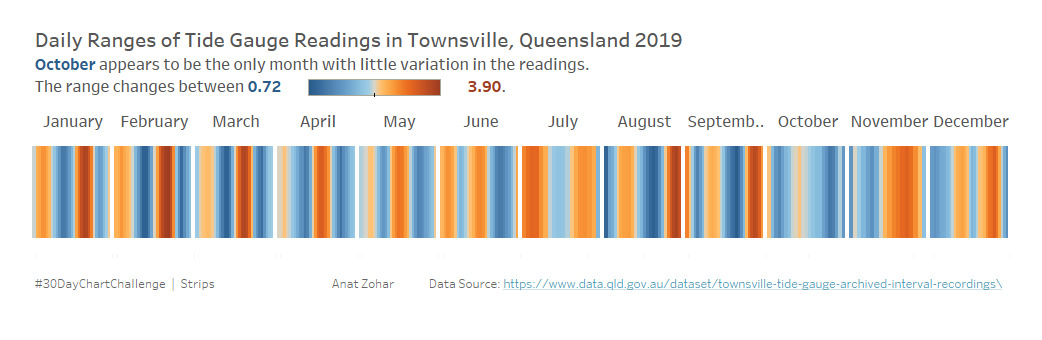 Daily Ranges of Tide Gauge Readings in Townsville, Queensland 2019
October appears to be the only month with little variation in the readings.
The range changes between 0.72 3.90.
January February March April May June July August Septemb.. October November December
#30DayChartChallenge | Strips Anat Zohar Data Source: https://www.data.qld.gov.au/dataset/townsville-tide-gauge-archived-interval-recordings\